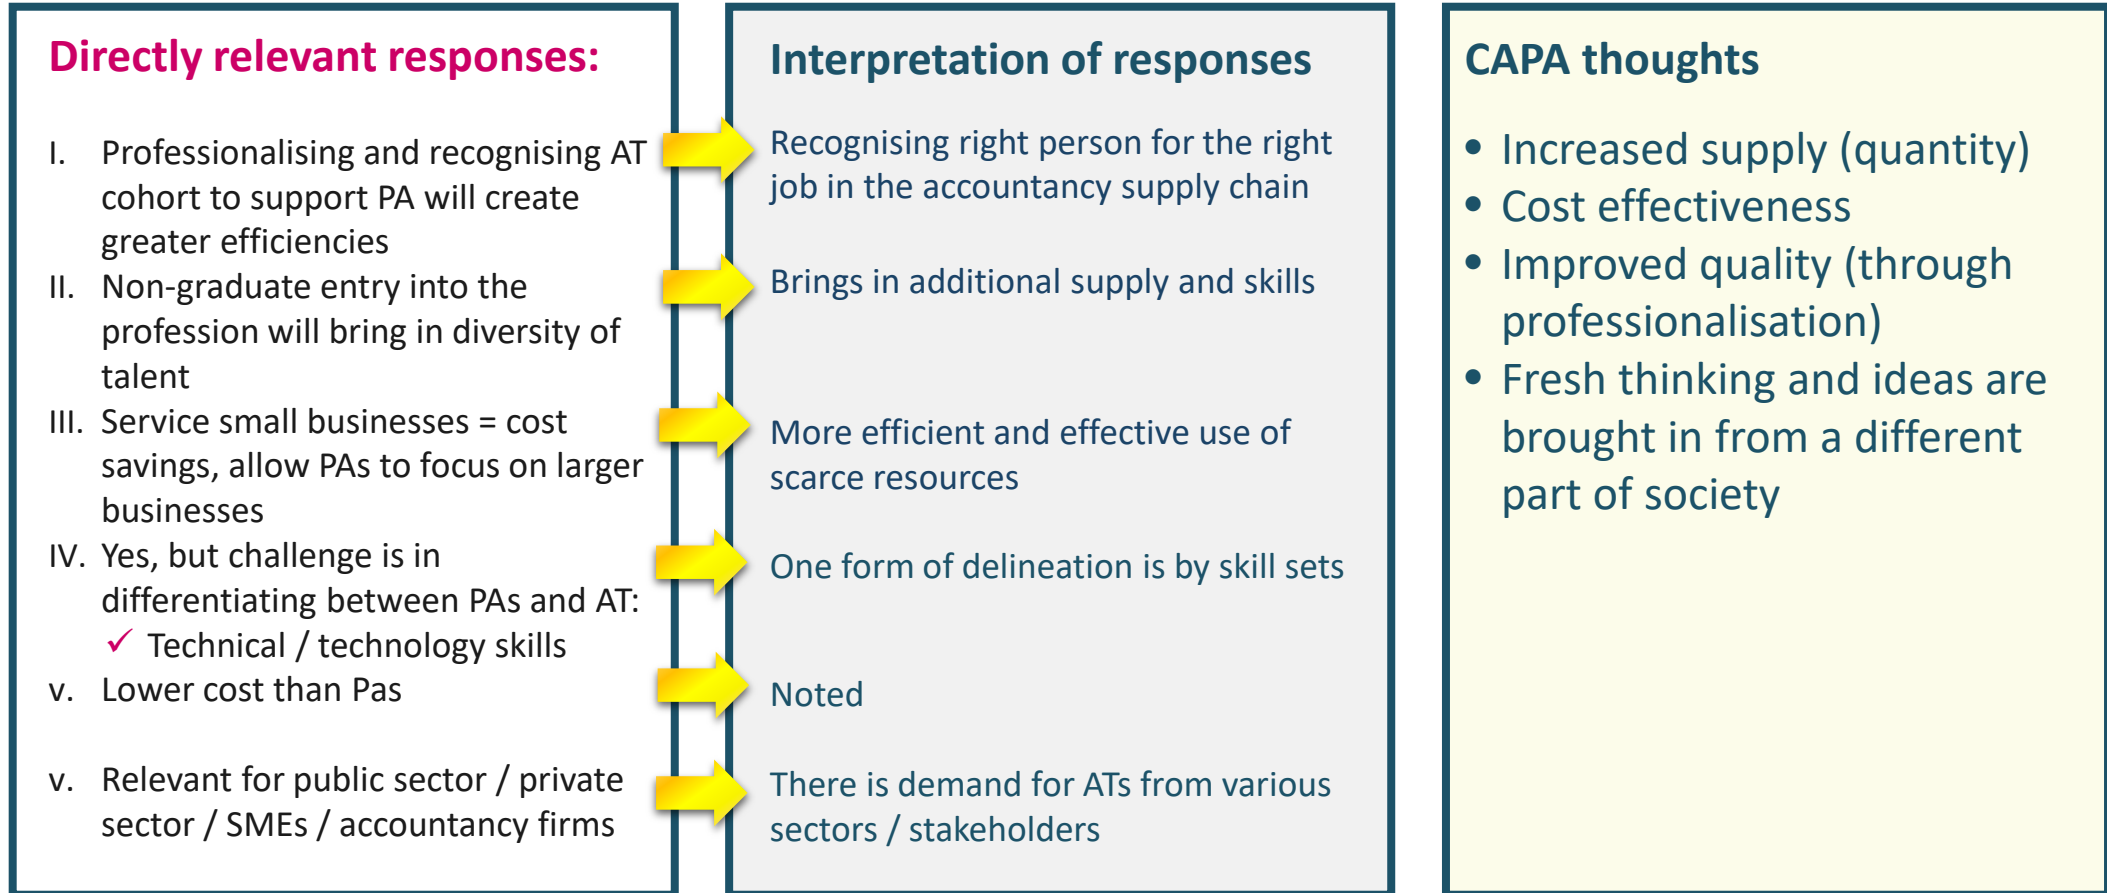 Directly relevant responses:
I. Professionalising and recognising AT
cohort to support PA will create
greater efficiencies
II. Non-graduate entry into the
profession will bring in diversity of
talent
III. Service small businesses = cost
savings, allow PAs to focus on larger
businesses
IV. Yes, but challenge is in
differentiating between PAs and AT:
✓ Technical / technology skills
v. Lower cost than Pas
v. Relevant for public sector / private
sector / SMEs / accountancy firms
Interpretation of responses
Recognising right person for the right
job in the accountancy supply chain
Brings in additional supply and skills
More efficient and effective use of
scarce resources
One form of delineation is by skill sets
Noted
There is demand for ATs from various
sectors / stakeholders
CAPA thoughts
• Increased supply (quantity)
• Cost effectiveness
• Improved quality (through
professionalisation)
• Fresh thinking and ideas are
brought in from a different
part of society